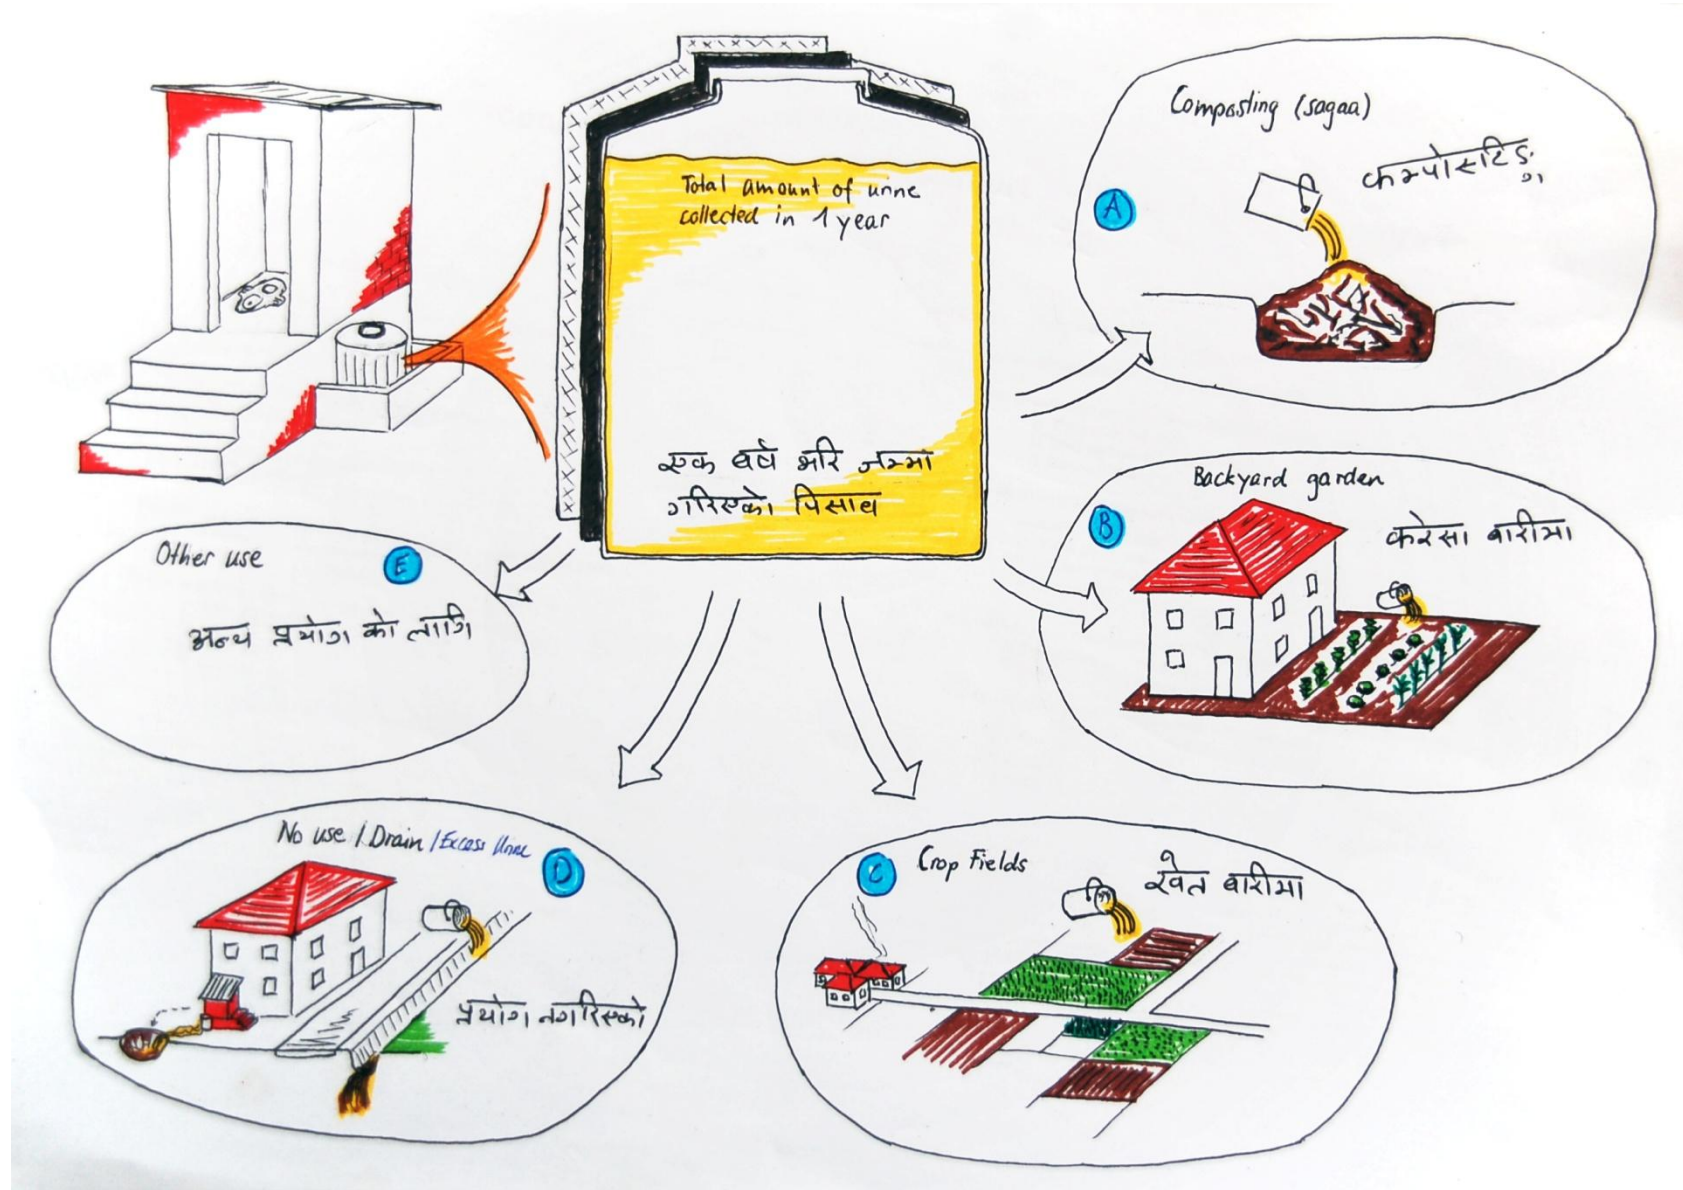 Total amount of urine
collected in 1 year
एक वर्ष भरि जम्मा
गरिएको पिसाब
Composting (sagaa)
कम्पोस्टिङ्ग
A
Backyard garden
B
करेसा बारीमा
C
Crop Fields
खेत बारीमा
No use / Drain / Excess Urine
D
प्रयोग नगरिएको
Other use
E
अन्य प्रयोग को लागि